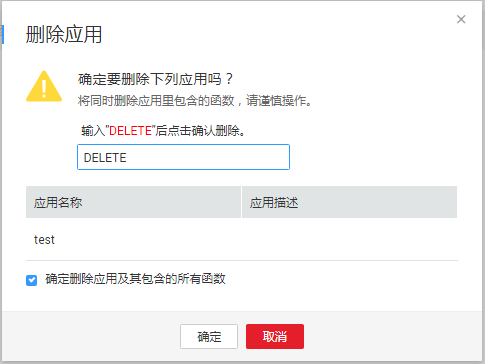 删除应用
确定要删除下列应用吗？
将同时删除应用里包含的函数，请谨慎操作。
输入"DELETE"后点击确认删除。
DELETE
应用名称 应用描述
test
确定删除应用及其包含的所有函数
确定 取消